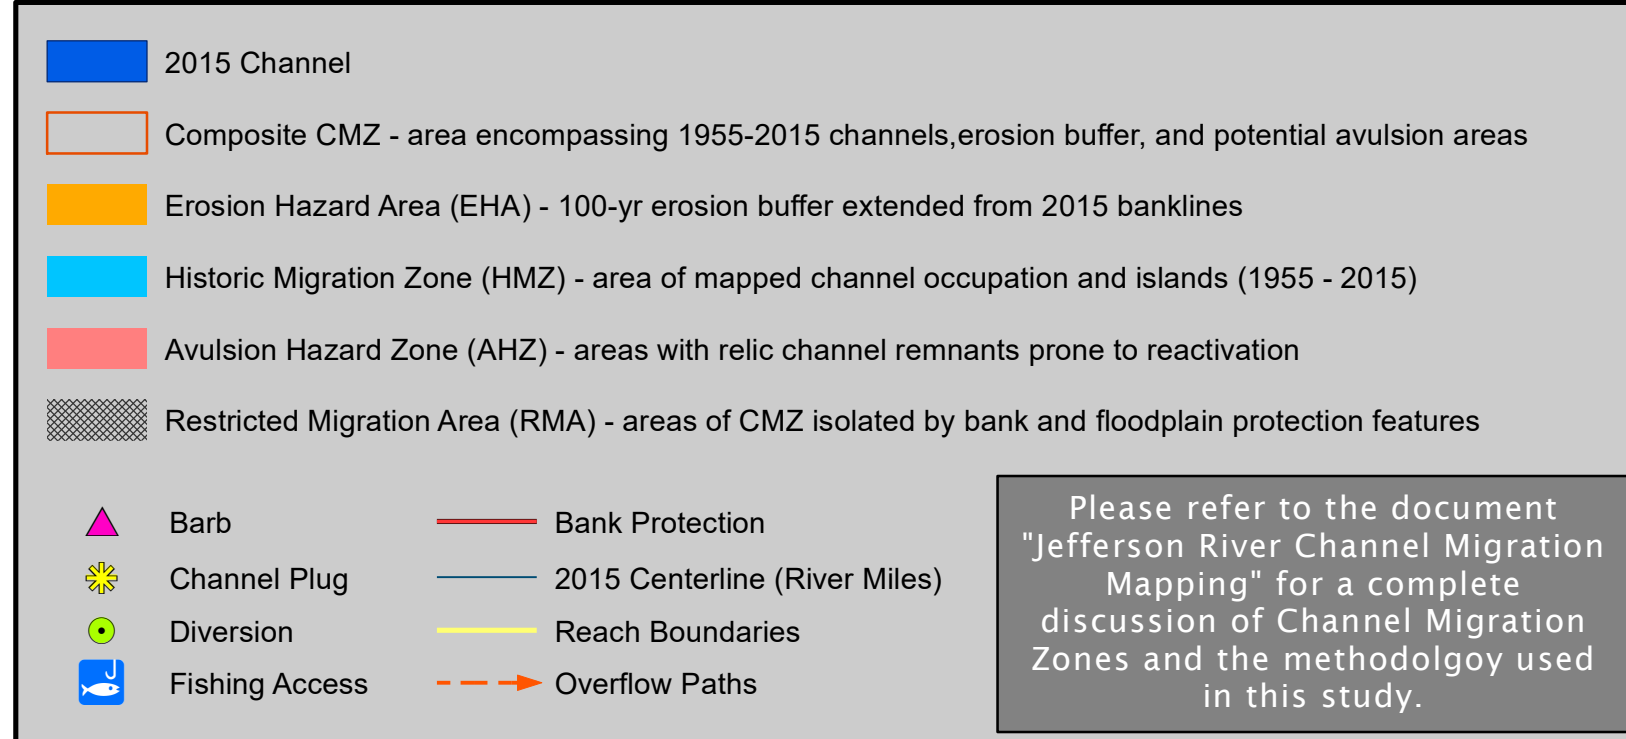 2015 Channel
Composite CMZ - area encompassing 1955-2015 channels,erosion buffer, and potential avulsion areas
Erosion Hazard Area (EHA) - 100-yr erosion buffer extended from 2015 banklines
Historic Migration Zone (HMZ) - area of mapped channel occupation and islands (1955 - 2015)
Avulsion Hazard Zone (AHZ) - areas with relic channel remnants prone to reactivation
Restricted Migration Area (RMA) - areas of CMZ isolated by bank and floodplain protection features
Barb
Channel Plug
Diversion
Fishing Access
Bank Protection
2015 Centerline (River Miles)
Reach Boundaries
Overflow Paths
Please refer to the document
"Jefferson River Channel Migration
Mapping" for a complete
discussion of Channel Migration
Zones and the methodolgoy used
in this study.